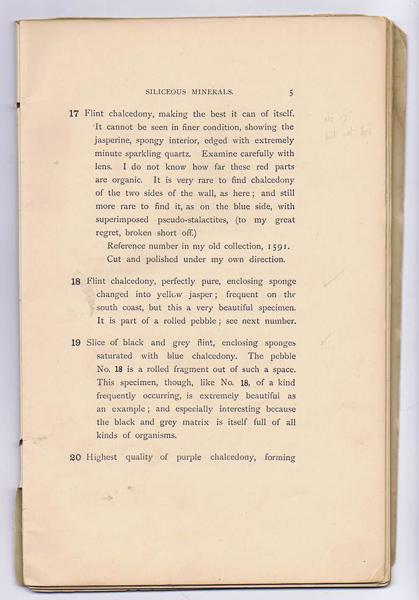 SILICEOUS MINERALS. 5
17 Flint chalcedony, making the best it can of itself.
It cannot be seen in finer condition, showing the
jasperine, spongy interior, edged with extremely
minute sparkling quartz. Examine carefully with
lens. I do not know how far these red parts
are organic. It is very rare to find chalcedony
of the two sides of the wall, as here; and still
more rare to find it, as on the blue side, with
superimposed pseudo-stalactites, (to my great
regret, broken short off.)
Reference number in my old collection, 1591.
Cut and polished under my own direction.
18 Flint chalcedony, perfectly pure, enclosing sponge
changed into yellow jasper; frequent on the
south coast, but this a very beautiful specimen.
It is part of a rolled pebble; see next number.
19 Slice of black and grey flint, enclosing sponges
saturated with blue chalcedony. The pebble
No. 18 is a rolled fragment out of such a space.
This specimen, though, like No. 18, of a kind
frequently occurring, is extremely beautiful as
an example; and especially interesting because
the black and grey matrix is itself full of all
kinds of organisms.
20 Highest quality of purple chalcedony, forming
No 17
but not